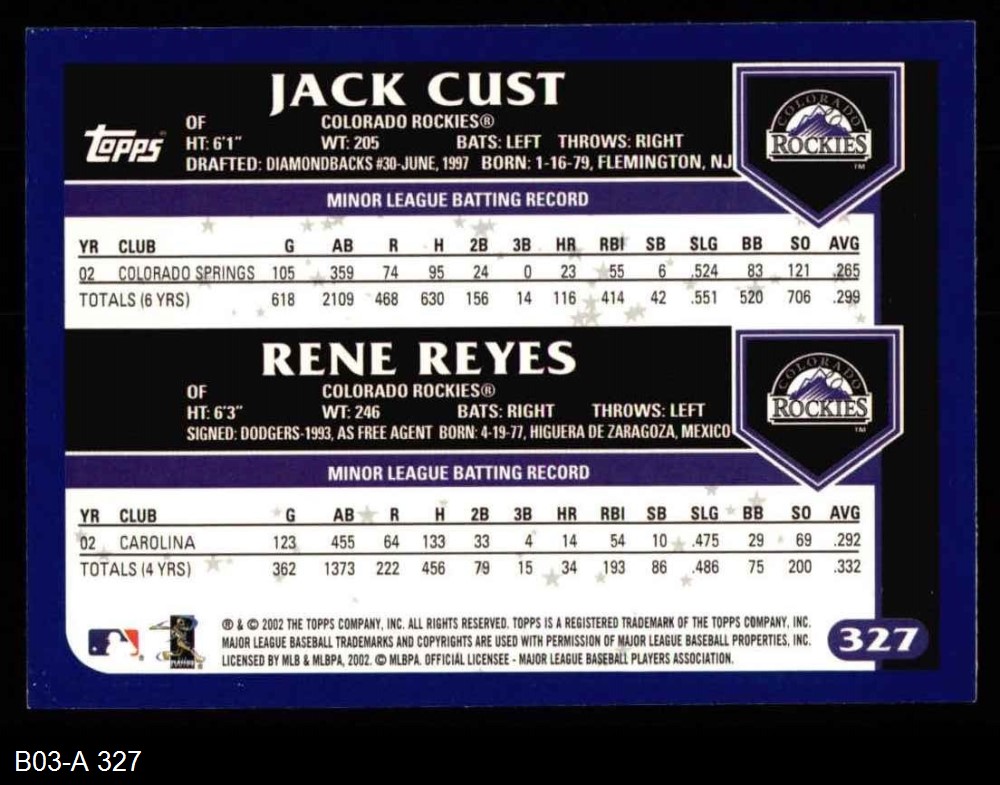 JACK CUST
Topps
OF COLORADO ROCKIES®
HT: 6'1" WT: 205 BATS: LEFT THROWS: RIGHT
DRAFTED: DIAMONDBACKS #30-JUNE, 1997 BORN: 1-16-79, FLEMINGTON, NJ
COLORADO
ROCKIES
TM
MINOR LEAGUE BATTING RECORD
YR CLUB G AB R H 2B 3B HR RBI SB SLG BB SO AVG
02 COLORADO SPRINGS 105 359 74 95 24 0 23 55 6 .524 83 121 .265
TOTALS (6 YRS) 618 2109 468 630 156 14 116 414 42 .551 520 706 .299
RENE REYES
OF COLORADO ROCKIES®
HT: 6'3" WT: 246 BATS: RIGHT THROWS: LEFT
SIGNED: DODGERS-1993, AS FREE AGENT BORN: 4-19-77, HIGUERA DE ZARAGOZA, MEXICO
COLORADO
ROCKIES
TM
MINOR LEAGUE BATTING RECORD
YR CLUB G AB R H 2B 3B HR RBI SB SLG BB SO AVG
02 CAROLINA 123 455 64 133 33 4 14 54 10 .475 29 69 .292
TOTALS (4 YRS) 362 1373 222 456 79 15 34 193 86 .486 75 200 .332
® & © 2002 THE TOPPS COMPANY, INC. ALL RIGHTS RESERVED. TOPPS IS A REGISTERED TRADEMARK OF THE TOPPS COMPANY, INC.
MAJOR LEAGUE BASEBALL TRADEMARKS AND COPYRIGHTS ARE USED WITH PERMISSION OF MAJOR LEAGUE BASEBALL PROPERTIES, INC.
LICENSED BY MLB & MLBPA, 2002. © MLBPA. OFFICIAL LICENSEE - MAJOR LEAGUE BASEBALL PLAYERS ASSOCIATION.
327
B03-A 327